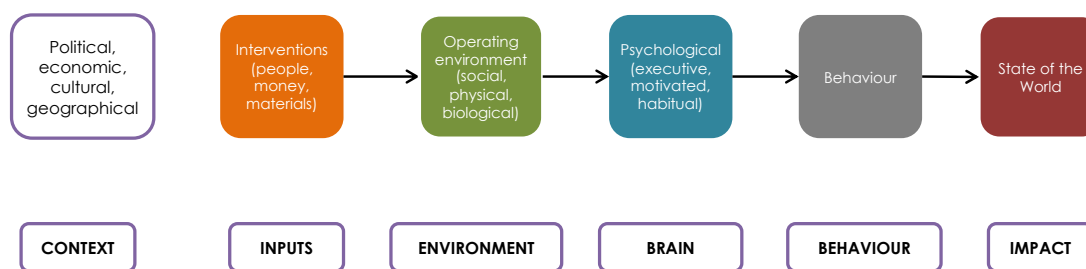 Political,
economic,
cultural,
geographical
Interventions
(people,
money,
materials)
Operating
environment
(social,
physical,
biological)
Psychological
(executive,
motivated,
habitual)
Behaviour
State of the
World
CONTEXT
INPUTS
ENVIRONMENT
BRAIN
BEHAVIOUR
IMPACT